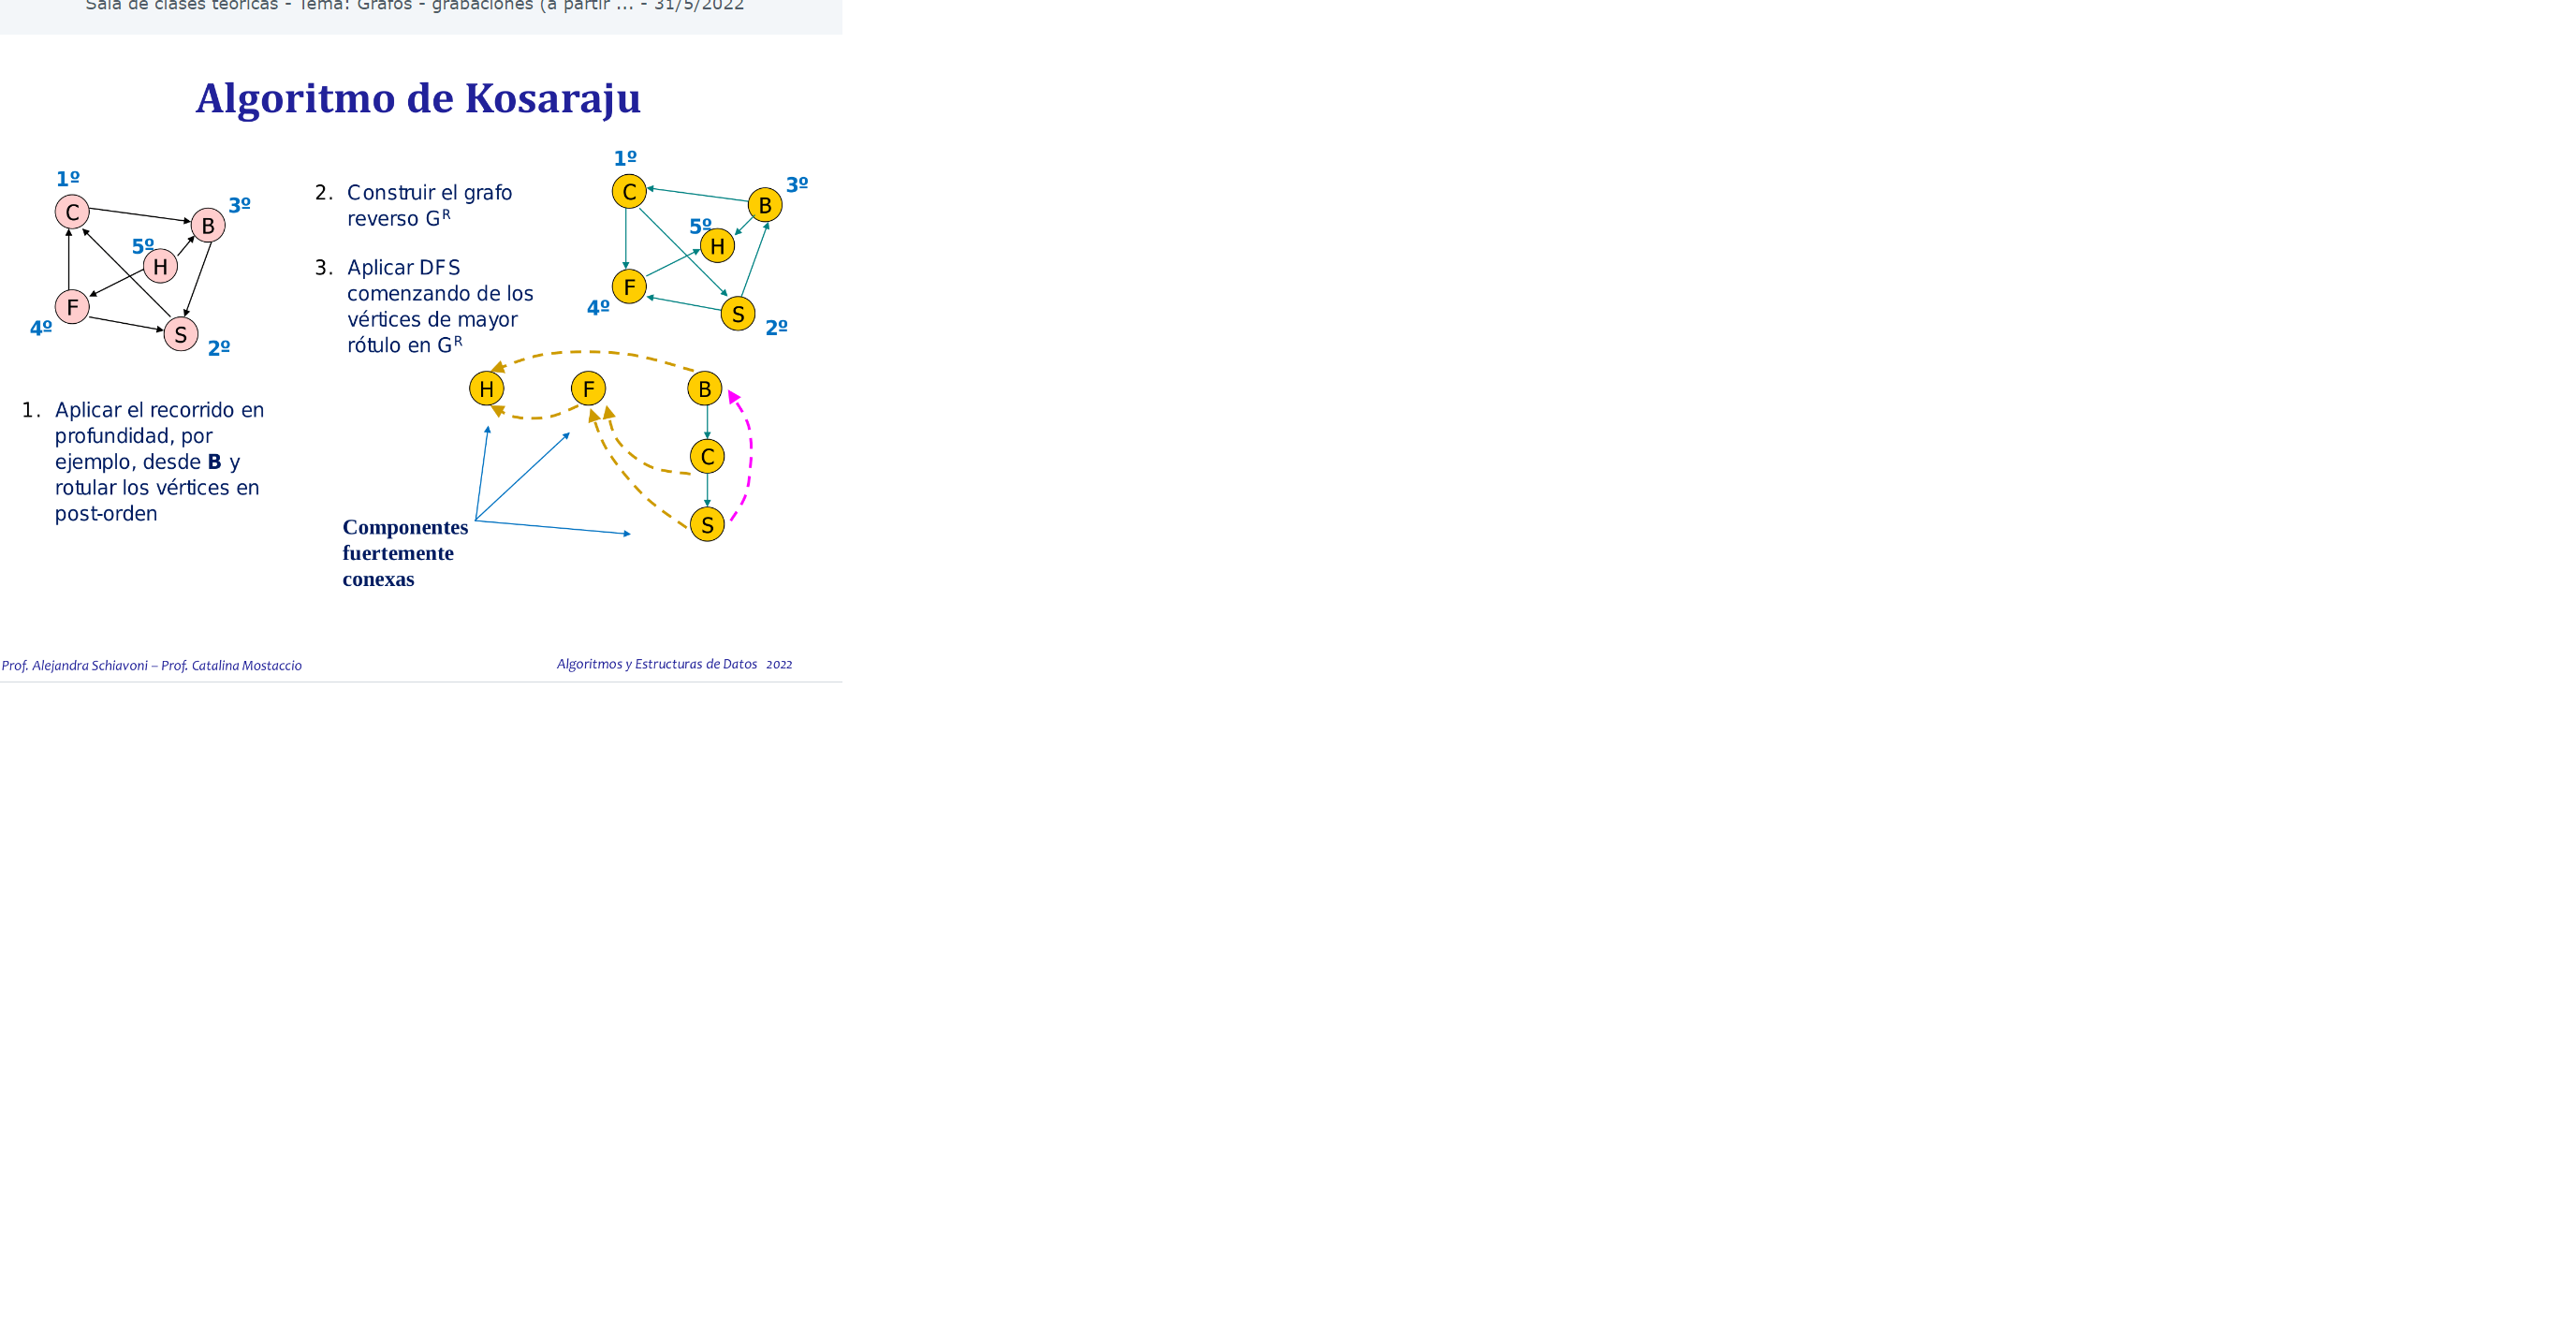 Sala de clases teóricas - Tema: Grafos - grabaciones (a partir ... - 31/5/2022
Algoritmo de Kosaraju
1º
C
3º
B
5º
H
F
4º
S
2º
1. Aplicar el recorrido en
profundidad, por
ejemplo, desde B y
rotular los vértices en
post-orden
2. Construir el grafo
reverso Gᴿ
3. Aplicar DFS
comenzando de los
vértices de mayor
rótulo en Gᴿ
1º
C
3º
B
5º
H
F
4º
S
2º
H
F
B
C
S
Componentes
fuertemente
conexas
Prof. Alejandra Schiavoni – Prof. Catalina Mostaccio
Algoritmos y Estructuras de Datos 2022